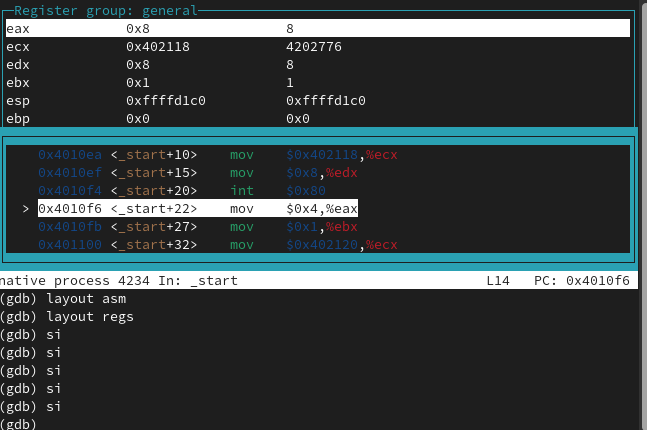 Register group: general
eax 0x8 8
ecx 0x402118 4202776
edx 0x8 8
ebx 0x1 1
esp 0xffffd1c0 0xffffd1c0
ebp 0x0 0x0
0x4010ea <_start+10> mov $0x402118,%ecx
0x4010ef <_start+15> mov $0x8,%edx
0x4010f4 <_start+20> int $0x80
> 0x4010f6 <_start+22> mov $0x4,%eax
0x4010fb <_start+27> mov $0x1,%ebx
0x401100 <_start+32> mov $0x402120,%ecx
native process 4234 In: _start L14 PC: 0x4010f6
(gdb) layout asm
(gdb) layout regs
(gdb) si
(gdb) si
(gdb) si
(gdb) si
(gdb) si
(gdb)